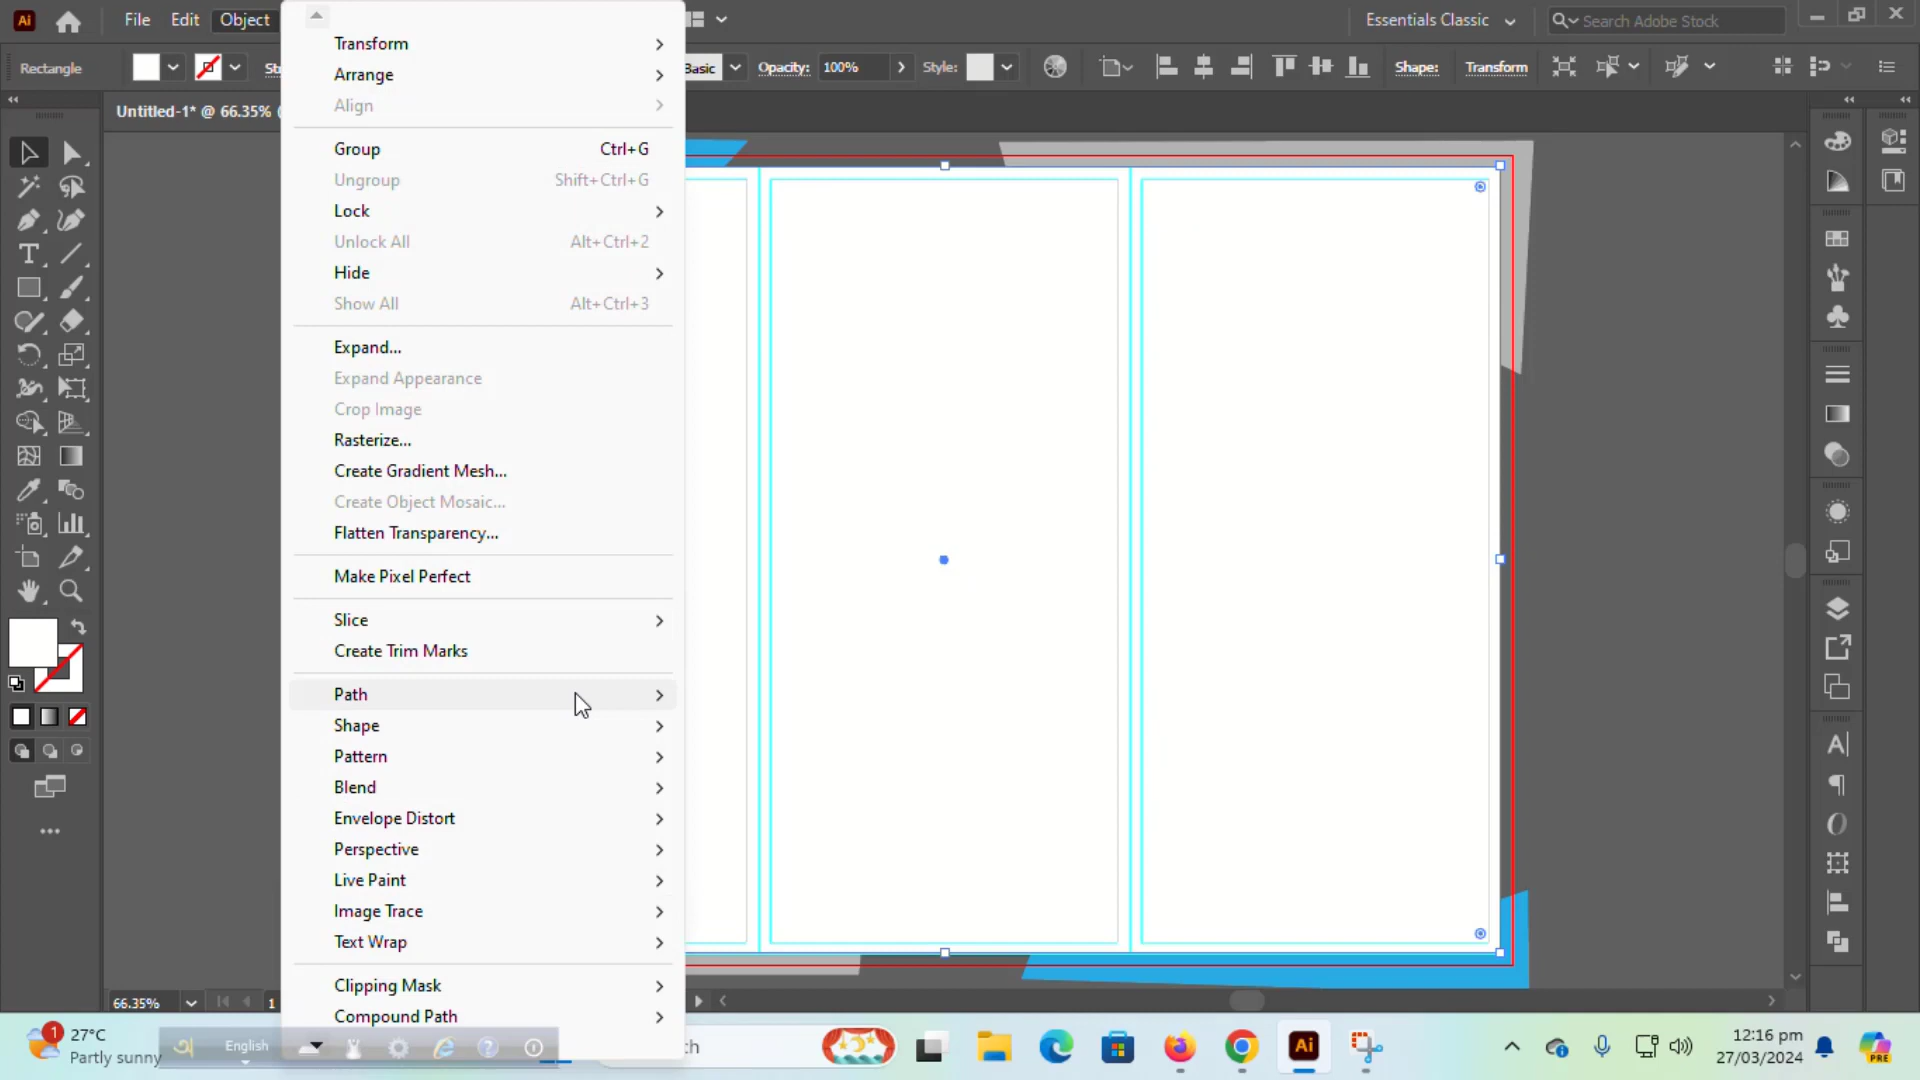 Ai File Edit Object Essentials Classic Search Adobe Stock
Rectangle Basic Opacity: 100% Style: Shape: Transform
Untitled-1* @ 66.35% (
Transform
Arrange
Align
Group Ctrl+G
Ungroup Shift+Ctrl+G
Lock
Unlock All Alt+Ctrl+2
Hide
Show All Alt+Ctrl+3
Expand...
Expand Appearance
Crop Image
Rasterize...
Create Gradient Mesh...
Create Object Mosaic...
Flatten Transparency...
Make Pixel Perfect
Slice
Create Trim Marks
Path
Shape
Pattern
Blend
Envelope Distort
Perspective
Live Paint
Image Trace
Text Wrap
Clipping Mask
Compound Path
66.35% 1
1 27°C
Partly sunny
English
Ai
12:16 pm
27/03/2024
PRE